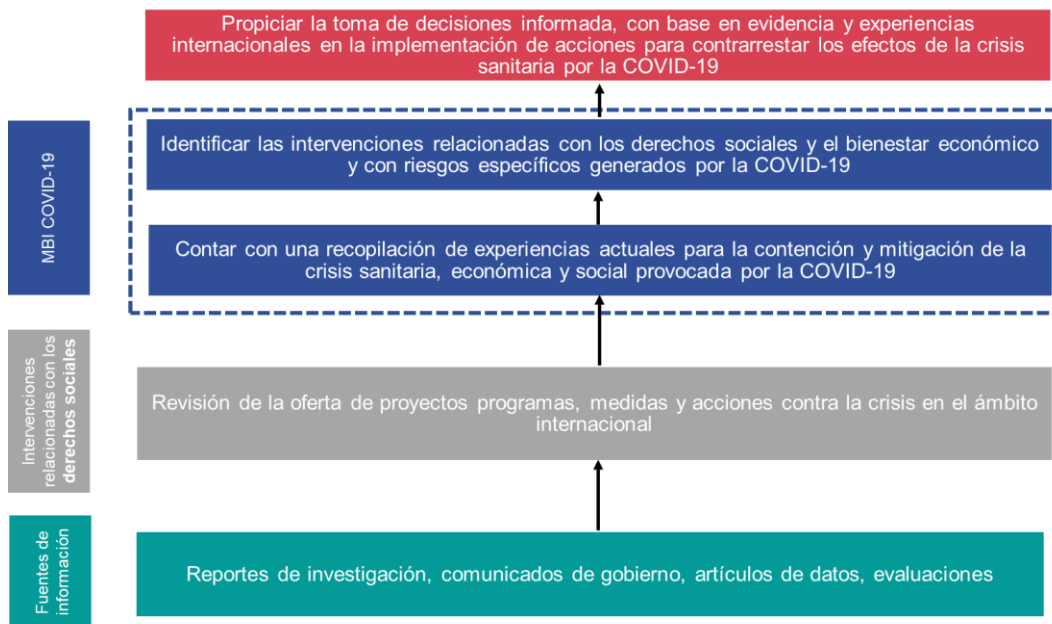 Propiciar la toma de decisiones informada, con base en evidencia y experiencias
internacionales en la implementación de acciones para contrarrestar los efectos de la crisis
sanitaria por la COVID-19
MBI COVID-19
Identificar las intervenciones relacionadas con los derechos sociales y el bienestar económico
y con riesgos específicos generados por la COVID-19
Contar con una recopilación de experiencias actuales para la contención y mitigación de la
crisis sanitaria, económica y social provocada por la COVID-19
Intervenciones
relacionadas con los
derechos sociales
Revisión de la oferta de proyectos programas, medidas y acciones contra la crisis en el ámbito
internacional
Fuentes de
información
Reportes de investigación, comunicados de gobierno, artículos de datos, evaluaciones